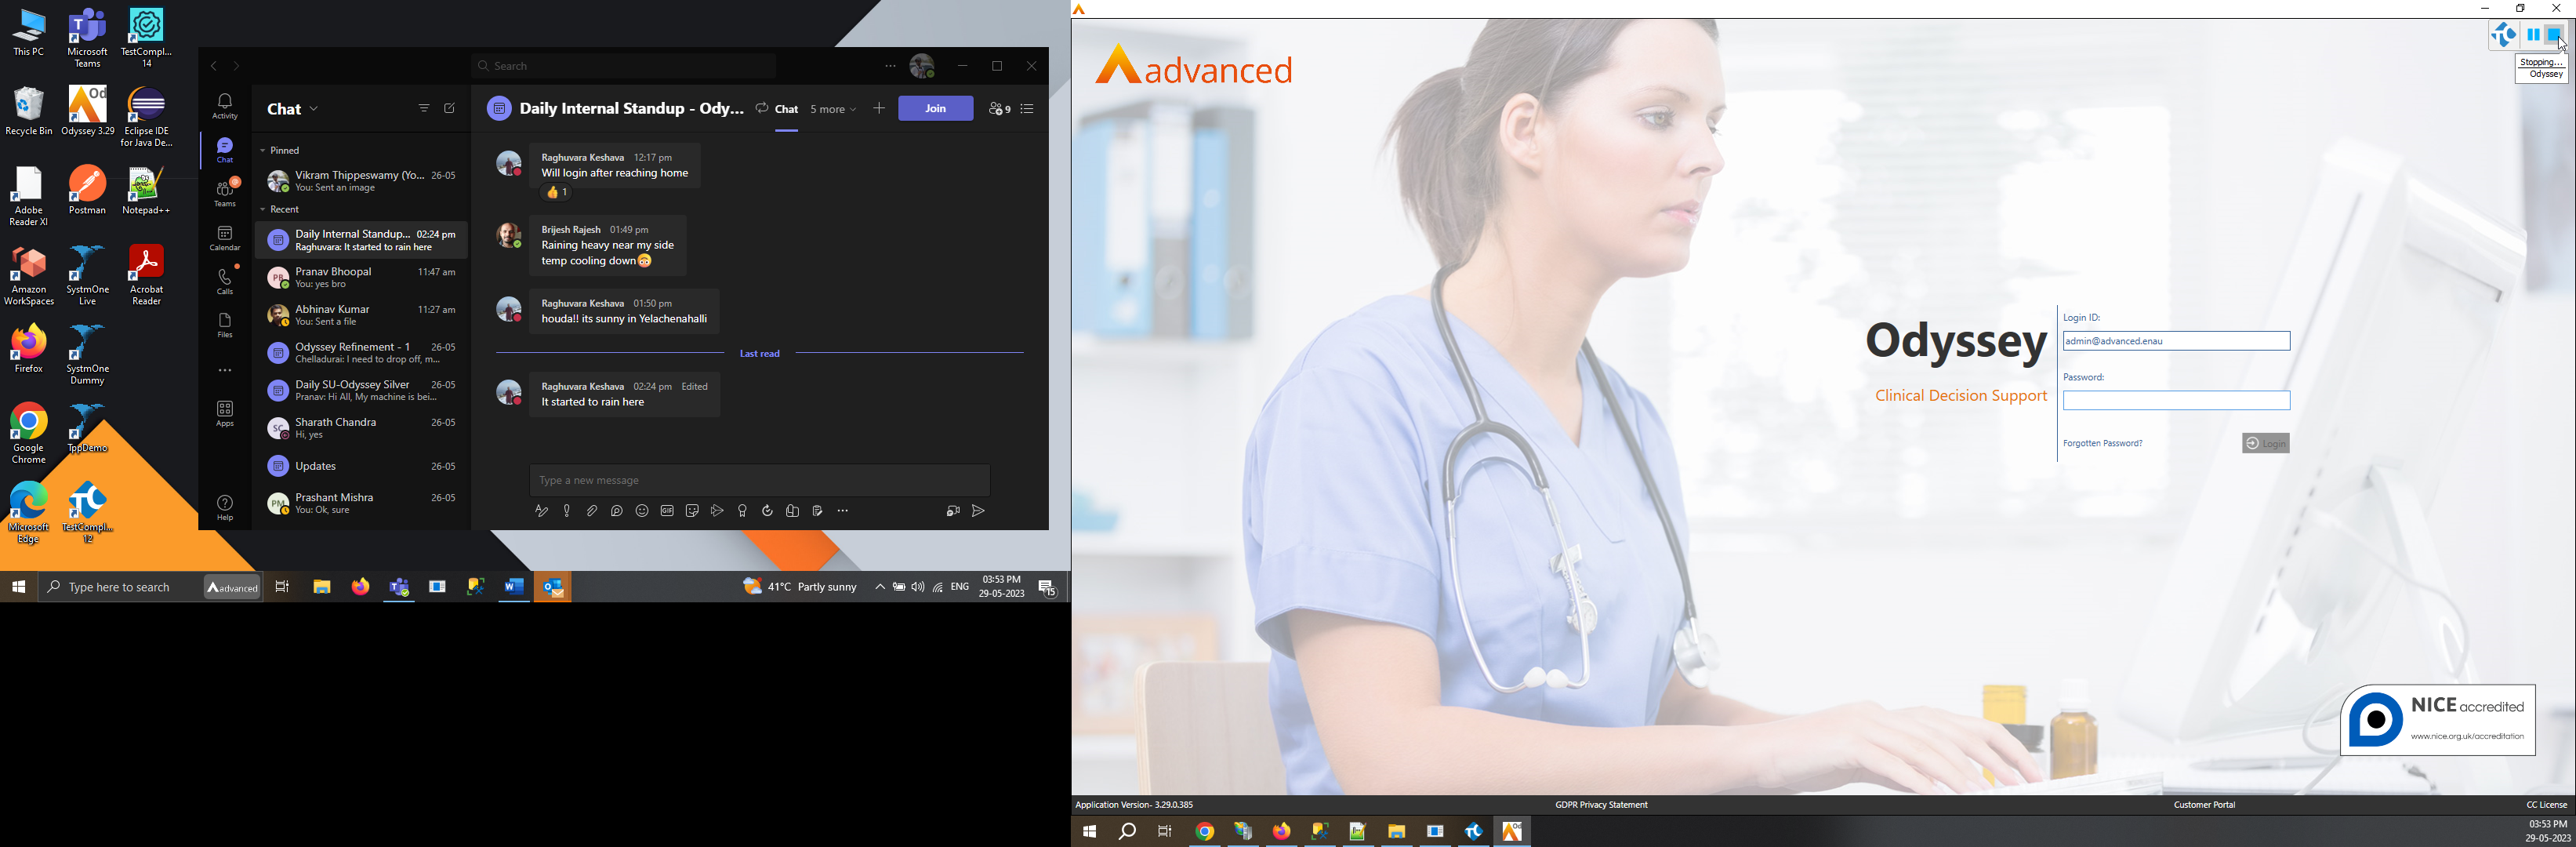 This PC
Microsoft Teams
TestCompl... 14
Recycle Bin
Odyssey 3.29
Eclipse IDE for Java De...
Adobe Reader XI
Postman
Notepad++
Amazon WorkSpaces
SystmOne Live
Acrobat Reader
Firefox
SystmOne Dummy
Google Chrome
TppDemo
Microsoft Edge
TestCompl... 12
Search
Activity
Chat
Teams
Calendar
Calls
Files
Apps
Help
Chat
Pinned
Vikram Thippeswamy (Yo... 26-05
You: Sent an image
Recent
Daily Internal Standup... 02:24 pm
Raghuvara: It started to rain here
Pranav Bhoopal 11:47 am
You: yes bro
Abhinav Kumar 11:27 am
You: Sent a file
Odyssey Refinement - 1 26-05
Chelladurai: I need to drop off, m...
Daily SU-Odyssey Silver 26-05
Pranav: Hi All, My machine is bei...
SC
Sharath Chandra 26-05
Hi, yes
Updates 26-05
PM
Prashant Mishra 26-05
You: Ok, sure
Daily Internal Standup - Ody... Chat 5 more Join 9
Raghuvara Keshava 12:17 pm
Will login after reaching home
1
Brijesh Rajesh 01:49 pm
Raining heavy near my side
temp cooling down
Raghuvara Keshava 01:50 pm
houda!! its sunny in Yelachenahalli
Last read
Raghuvara Keshava 02:24 pm Edited
It started to rain here
Type a new message
GIF
Type here to search
advanced
41°C Partly sunny
ENG
03:53 PM
29-05-2023
15
advanced
Stopping...
Odyssey
Odyssey
Clinical Decision Support
Login ID:
admin@advanced.enau
Password:
Forgotten Password?
Login
NICE accredited
www.nice.org.uk/accreditation
Application Version- 3.29.0.385
GDPR Privacy Statement
Customer Portal
CC License
03:53 PM
29-05-2023